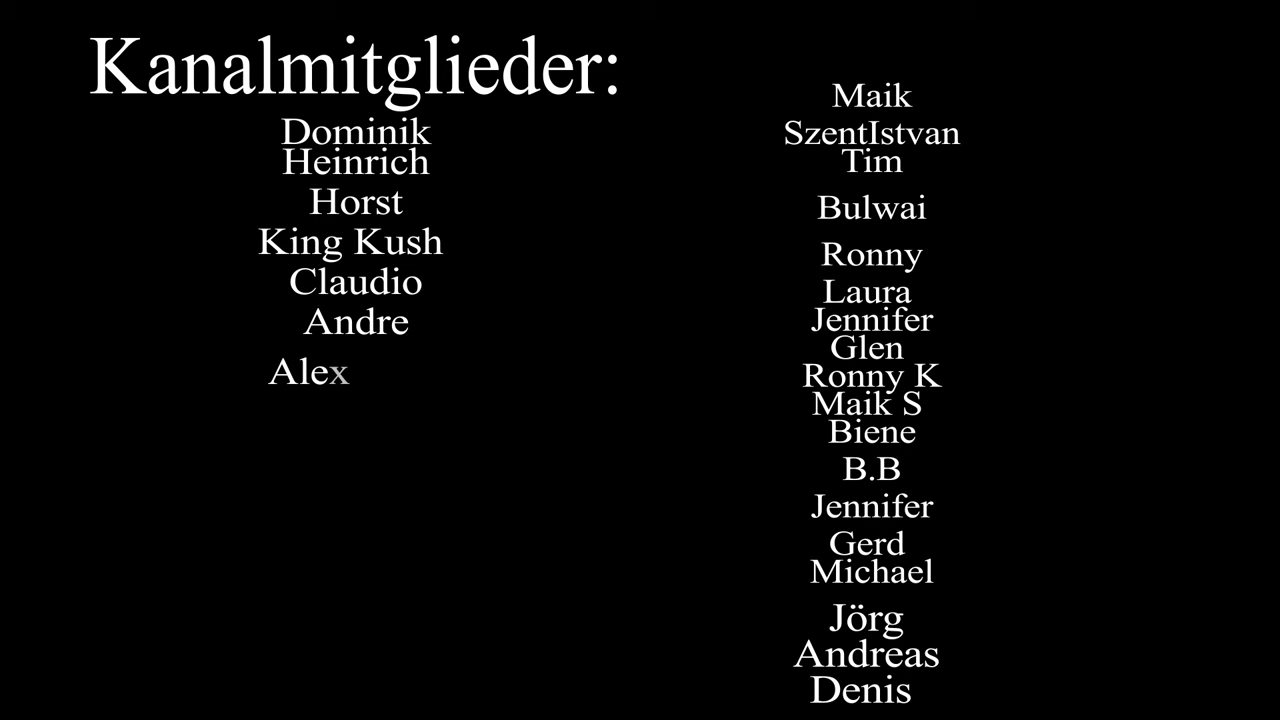 Kanalmitglieder:
Dominik
Heinrich
Horst
King Kush
Claudio
Andre
Alex
Maik
SzentIstvan
Tim
Bulwai
Ronny
Laura
Jennifer
Glen
Ronny K
Maik S
Biene
B.B
Jennifer
Gerd
Michael
Jörg
Andreas
Denis